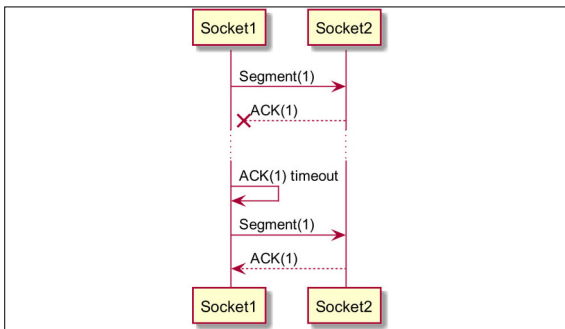 Socket1 Socket2
Segment(1)
ACK(1)
ACK(1) timeout
Segment(1)
ACK(1)
Socket1 Socket2